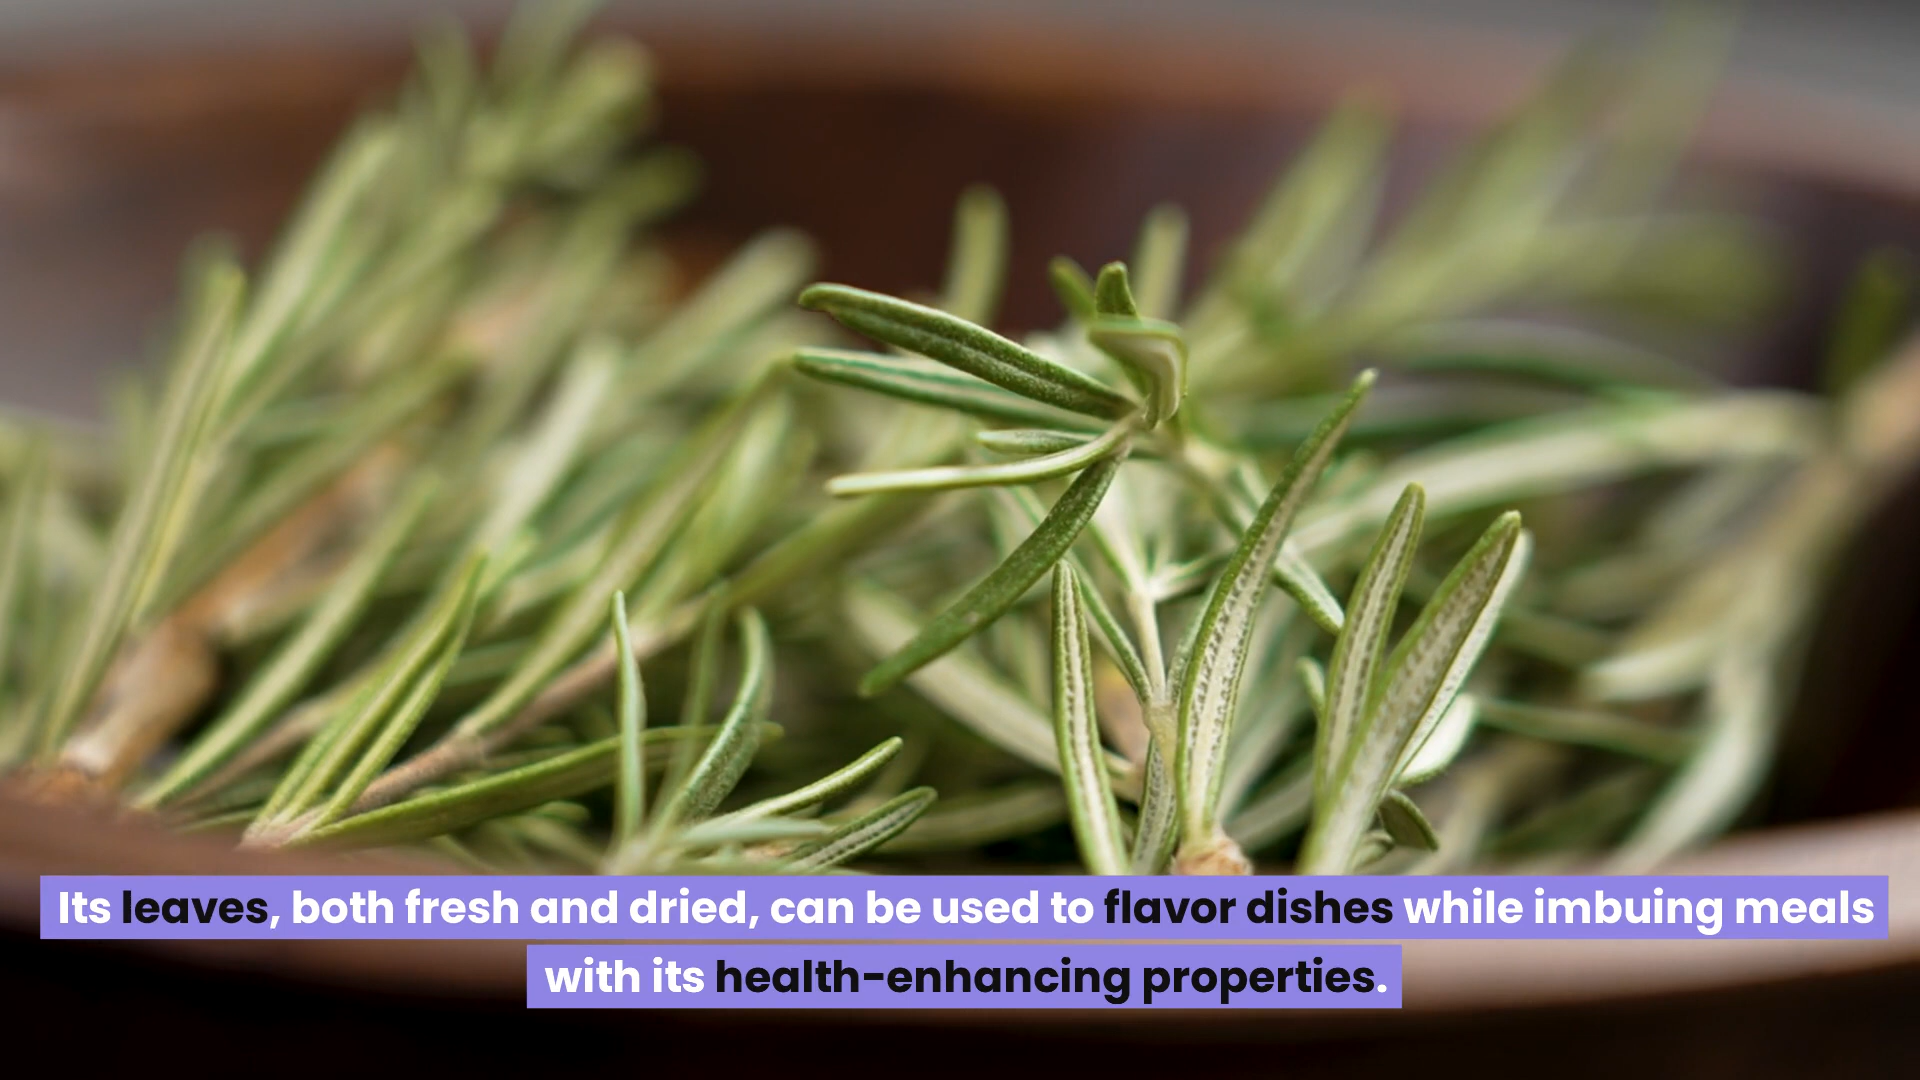 Its leaves, both fresh and dried, can be used to flavor dishes while imbuing meals
with its health-enhancing properties.